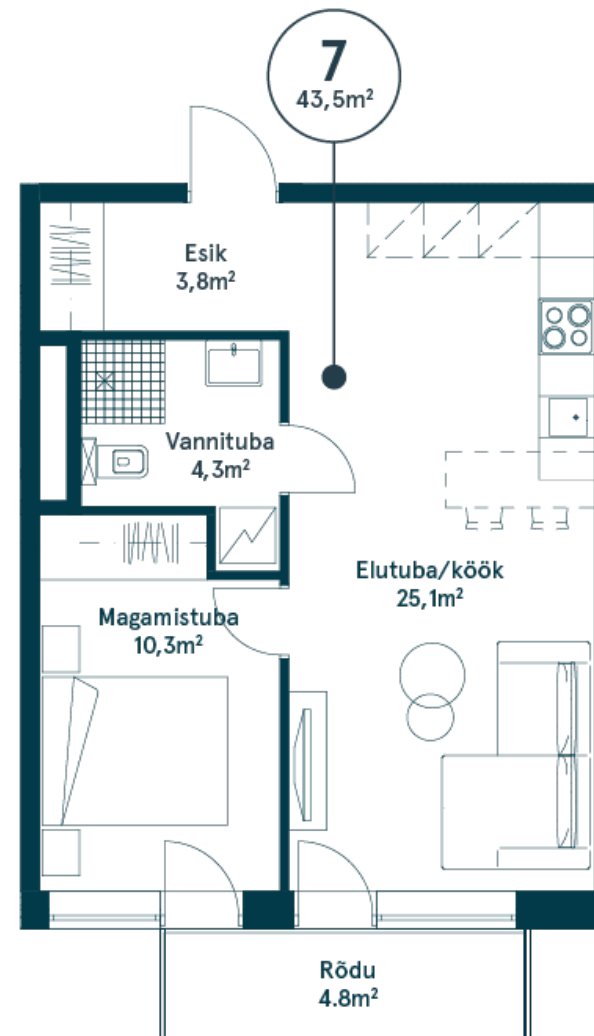 7
43,5m²
Esik
3,8m²
Vannituba
4,3m²
Elutuba/köök
25,1m²
Magamistuba
10,3m²
Rõdu
4.8m²